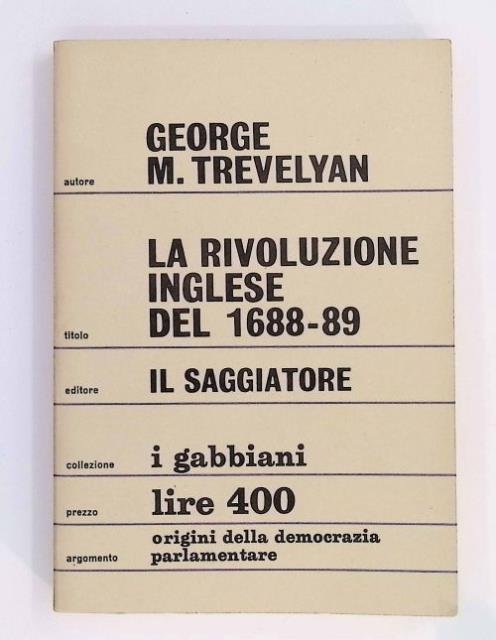 GEORGE
autore M. TREVELYAN
LA RIVOLUZIONE
INGLESE
titolo DEL 1688-89
editore IL SAGGIATORE
collezione i gabbiani
prezzo lire 400
origini della democrazia
argomento parlamentare